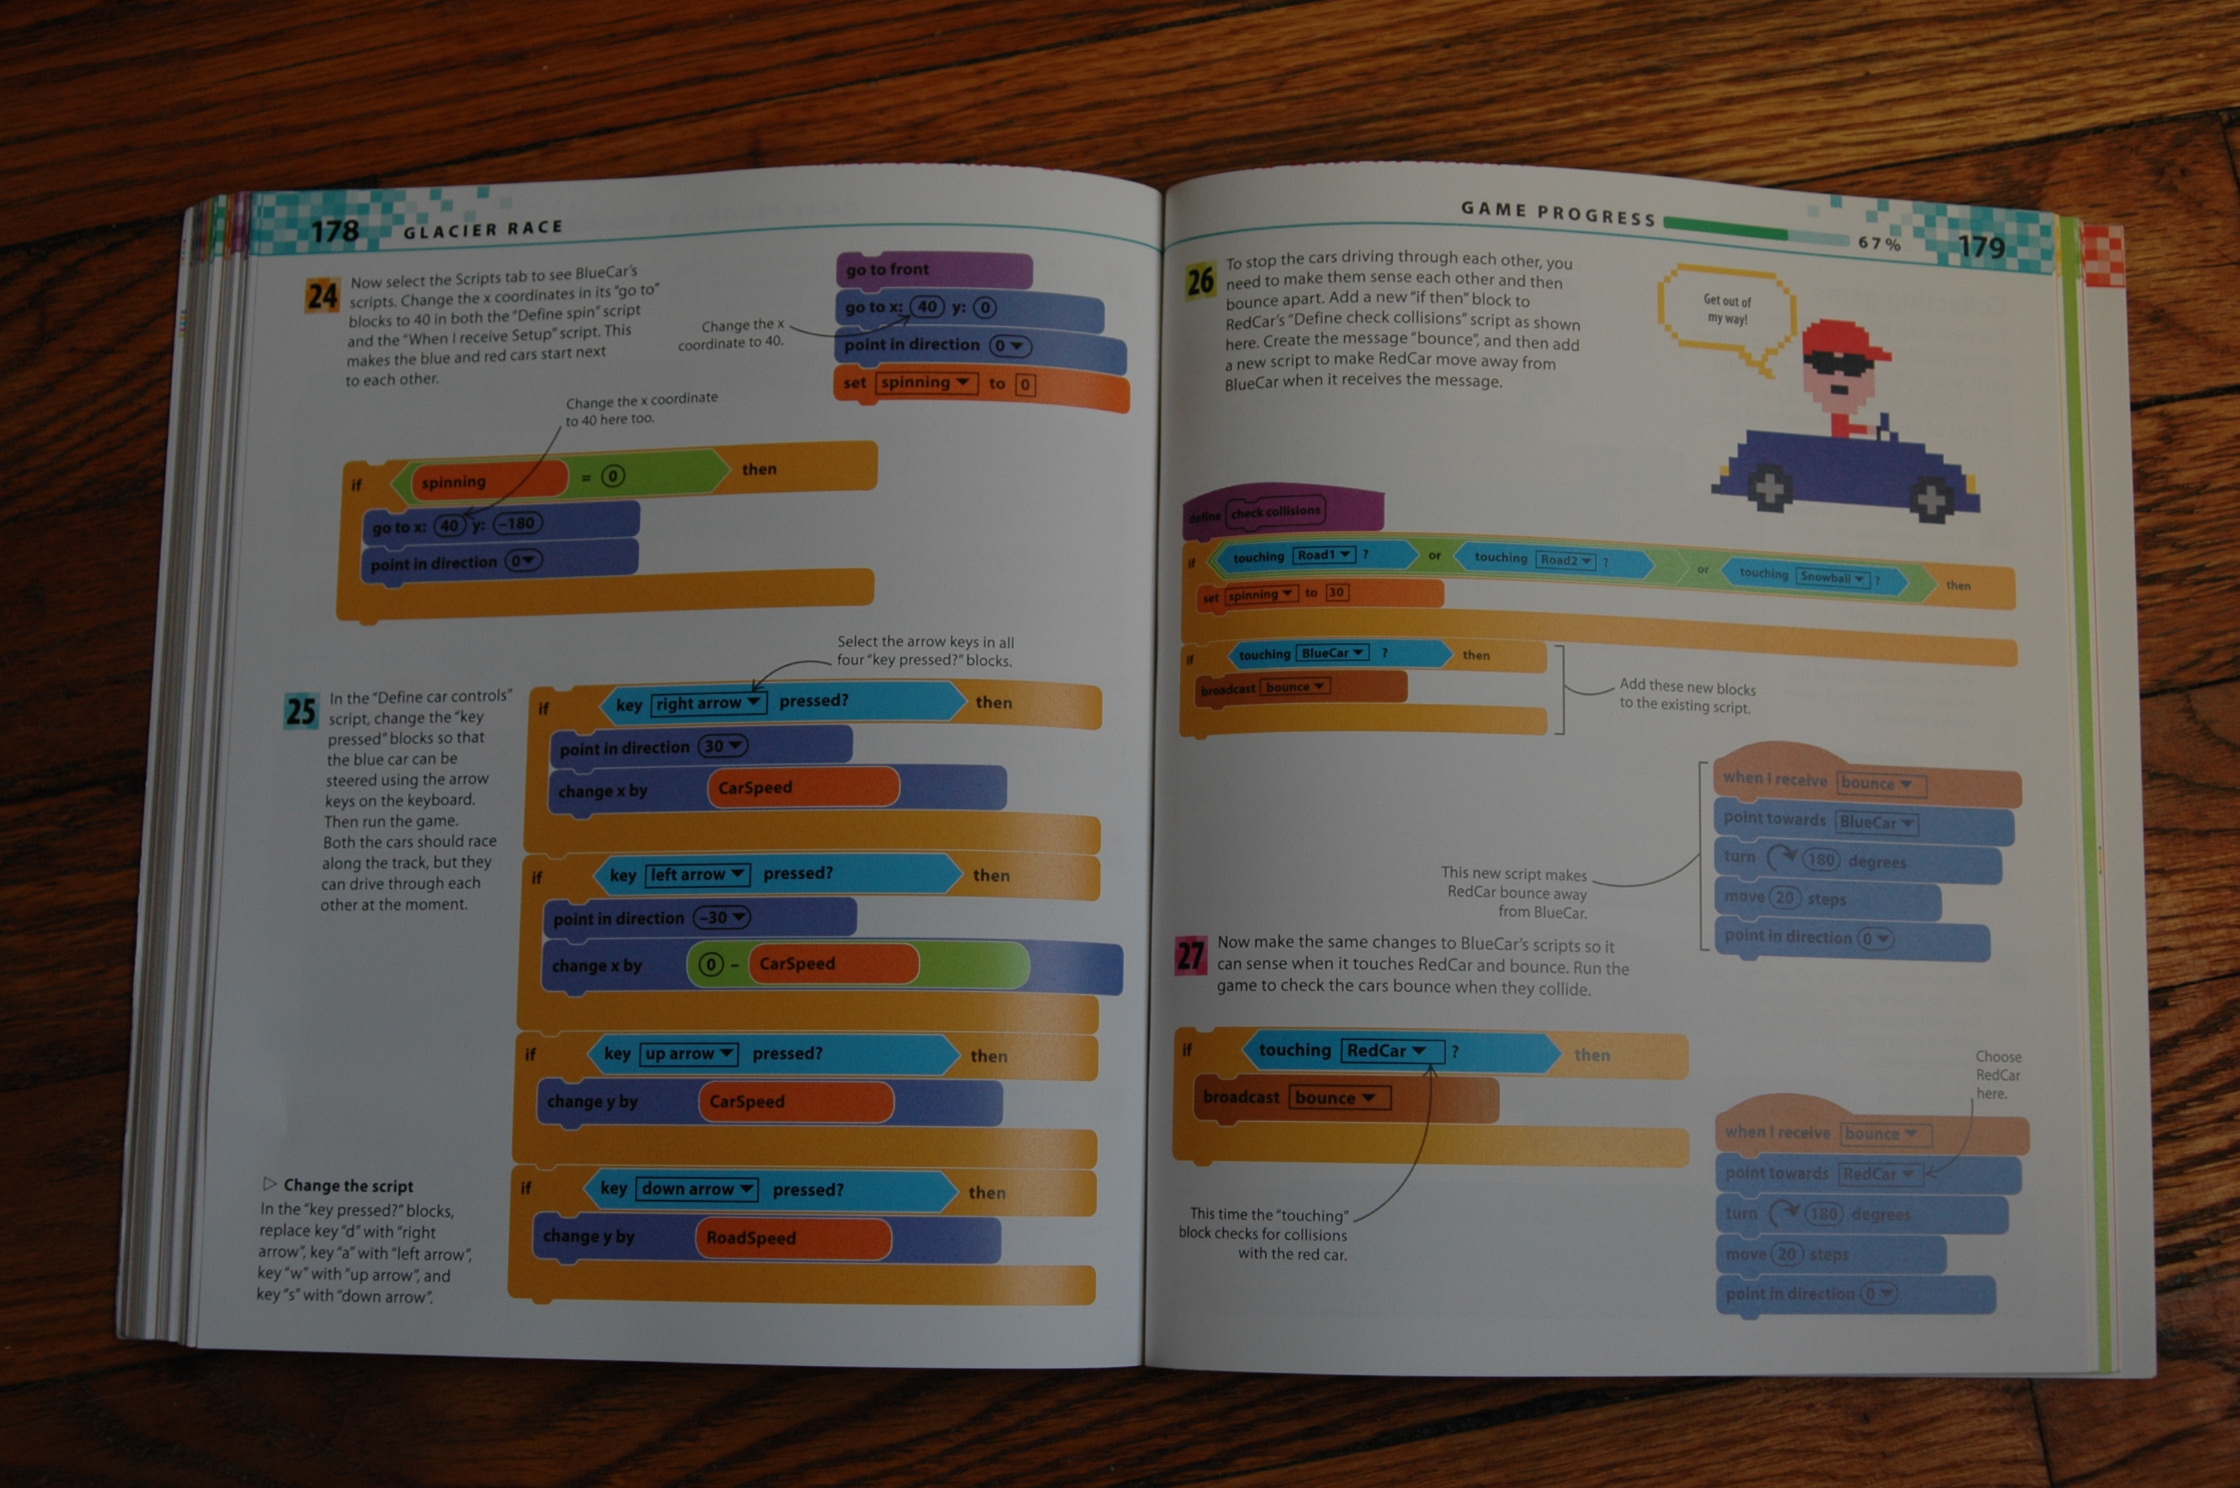 178 GLACIER RACE
24 Now select the Scripts tab to see BlueCar's
scripts. Change the x coordinates in its "go to"
blocks to 40 in both the "Define spin" script
and the "When I receive Setup" script. This
makes the blue and red cars start next
to each other.
Change the x
coordinate to 40.
go to front
go to x: 40 y: 0
point in direction 0
set spinning to 0
Change the x coordinate
to 40 here too.
if spinning = 0 then
go to x: 40 y: -180
point in direction 0
25 In the "Define car controls"
script, change the "key
pressed" blocks so that
the blue car can be
steered using the arrow
keys on the keyboard.
Then run the game.
Both the cars should race
along the track, but they
can drive through each
other at the moment.
Select the arrow keys in all
four "key pressed?" blocks.
if key right arrow pressed? then
point in direction 30
change x by CarSpeed
if key left arrow pressed? then
point in direction -30
change x by 0 - CarSpeed
if key up arrow pressed? then
change y by CarSpeed
if key down arrow pressed? then
change y by RoadSpeed
▷ Change the script
In the "key pressed?" blocks,
replace key "d" with "right
arrow", key "a" with "left arrow",
key "w" with "up arrow", and
key "s" with "down arrow".
GAME PROGRESS 67% 179
26 To stop the cars driving through each other, you
need to make them sense each other and then
bounce apart. Add a new "if then" block to
RedCar's "Define check collisions" script as shown
here. Create the message "bounce", and then add
a new script to make RedCar move away from
BlueCar when it receives the message.
Get out of
my way!
define check collisions
if touching Road1 ? or touching Road2 ? or touching Snowball ? then
set spinning to 30
if touching BlueCar ? then
broadcast bounce
Add these new blocks
to the existing script.
when I receive bounce
point towards BlueCar
turn 180 degrees
move 20 steps
point in direction 0
This new script makes
RedCar bounce away
from BlueCar.
27 Now make the same changes to BlueCar's scripts so it
can sense when it touches RedCar and bounce. Run the
game to check the cars bounce when they collide.
if touching RedCar ? then
broadcast bounce
This time the "touching"
block checks for collisions
with the red car.
Choose
RedCar
here.
when I receive bounce
point towards RedCar
turn 180 degrees
move 20 steps
point in direction 0